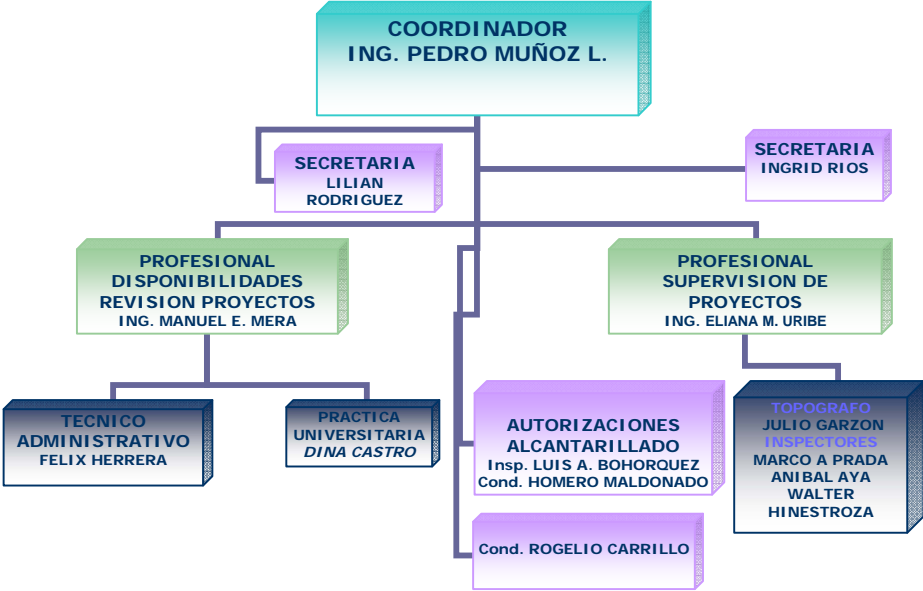 COORDINADOR
ING. PEDRO MUÑOZ L.
SECRETARIA
LILIAN
RODRIGUEZ
SECRETARIA
INGRID RIOS
PROFESIONAL
DISPONIBILIDADES
REVISION PROYECTOS
ING. MANUEL E. MERA
PROFESIONAL
SUPERVISION DE
PROYECTOS
ING. ELIANA M. URIBE
TECNICO
ADMINISTRATIVO
FELIX HERRERA
PRACTICA
UNIVERSITARIA
DINA CASTRO
AUTORIZACIONES
ALCANTARILLADO
Insp. LUIS A. BOHORQUEZ
Cond. HOMERO MALDONADO
TOPOGRAFO
JULIO GARZON
INSPECTORES
MARCO A PRADA
ANIBAL AYA
WALTER
HINESTROZA
Cond. ROGELIO CARRILLO